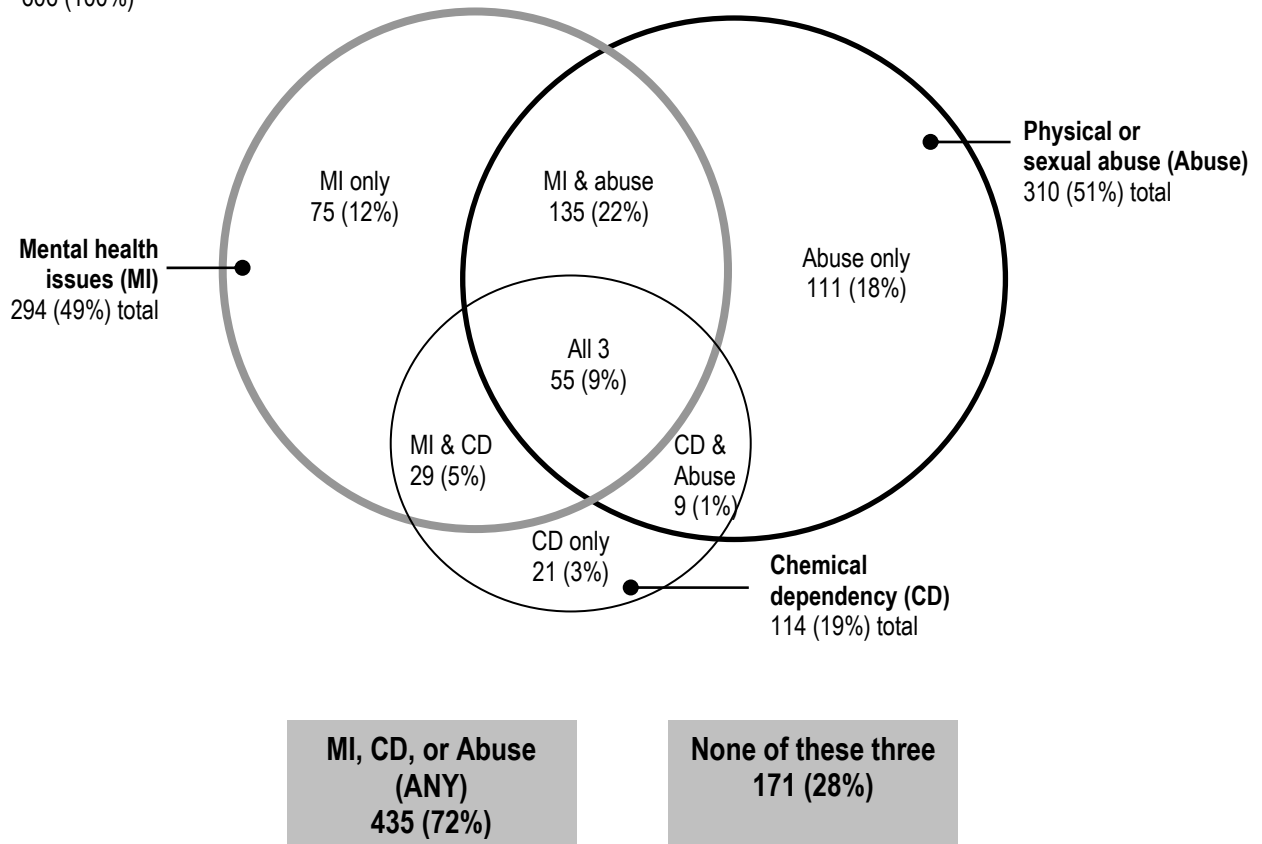 606 (100%)
Physical or
sexual abuse (Abuse)
310 (51%) total
MI only
75 (12%)
MI & abuse
135 (22%)
Mental health
issues (MI)
294 (49%) total
Abuse only
111 (18%)
All 3
55 (9%)
MI & CD
29 (5%)
CD &
Abuse
9 (1%)
CD only
21 (3%)
Chemical
dependency (CD)
114 (19%) total
MI, CD, or Abuse
(ANY)
435 (72%)
None of these three
171 (28%)